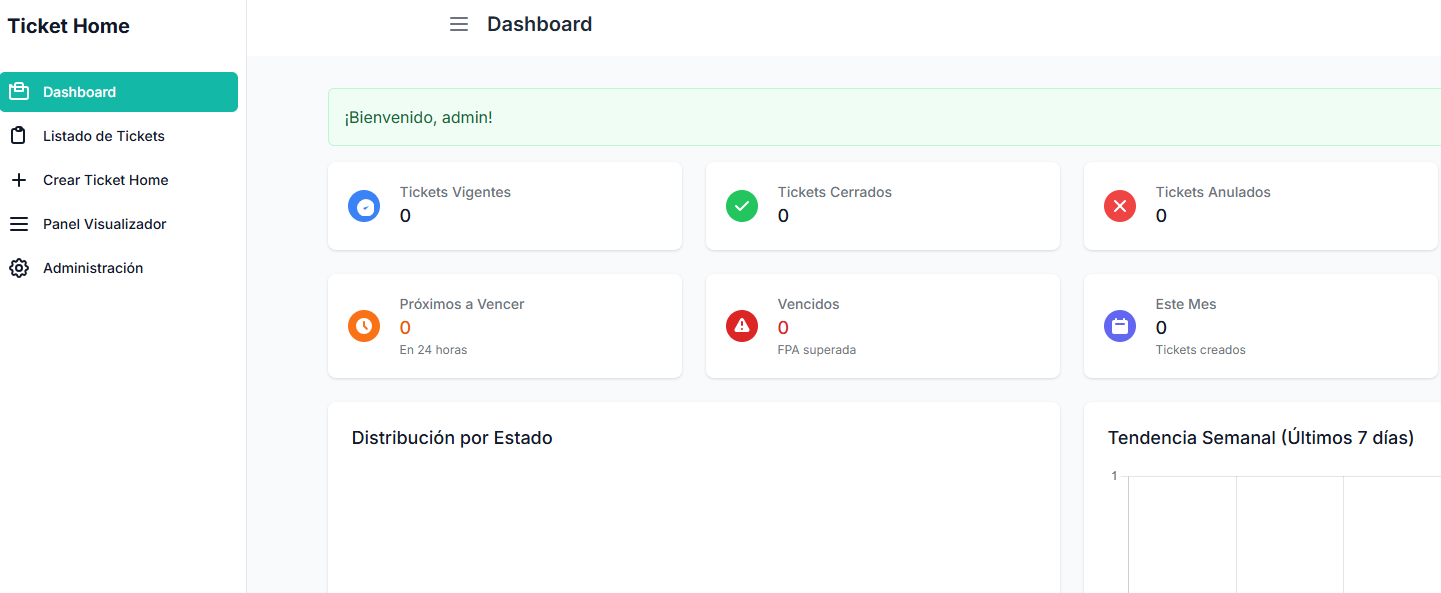 Ticket Home
Dashboard
Listado de Tickets
Crear Ticket Home
Panel Visualizador
Administración
Dashboard
¡Bienvenido, admin!
Tickets Vigentes
0
Tickets Cerrados
0
Tickets Anulados
0
Próximos a Vencer
0
En 24 horas
Vencidos
0
FPA superada
Este Mes
0
Tickets creados
Distribución por Estado
Tendencia Semanal (Últimos 7 días)
1